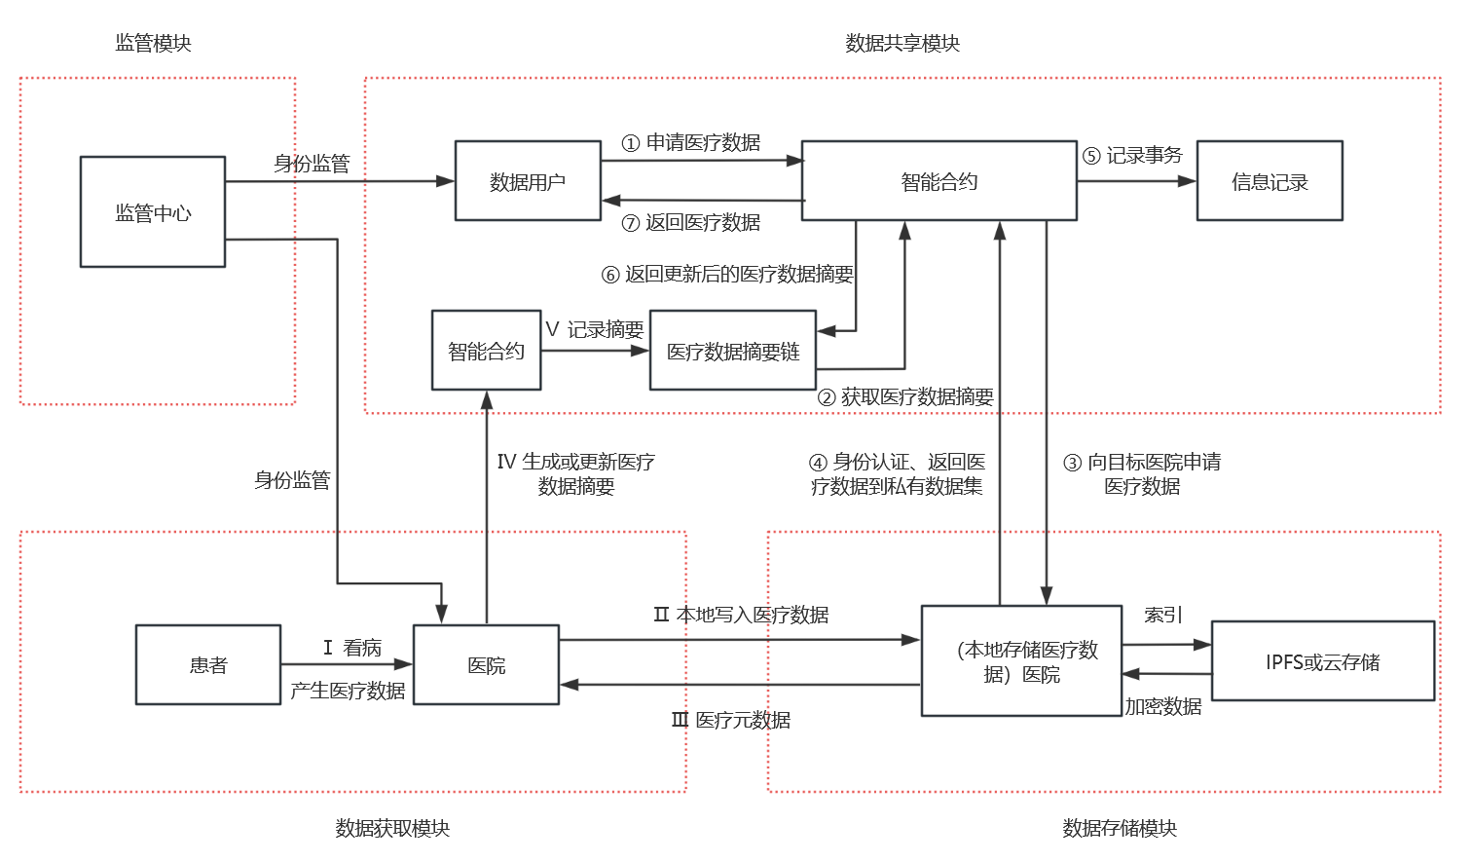 监管模块
数据共享模块
身份监管
监管中心
数据用户
① 申请医疗数据
⑦ 返回医疗数据
智能合约
⑤ 记录事务
信息记录
⑥ 返回更新后的医疗数据摘要
智能合约
Ⅴ 记录摘要
医疗数据摘要链
② 获取医疗数据摘要
身份监管
Ⅳ 生成或更新医疗
数据摘要
④ 身份认证、返回医
疗数据到私有数据集
③ 向目标医院申请
医疗数据
患者
Ⅰ 看病
产生医疗数据
医院
Ⅱ 本地写入医疗数据
Ⅲ 医疗元数据
（本地存储医疗数
据）医院
索引
加密数据
IPFS或云存储
数据获取模块
数据存储模块